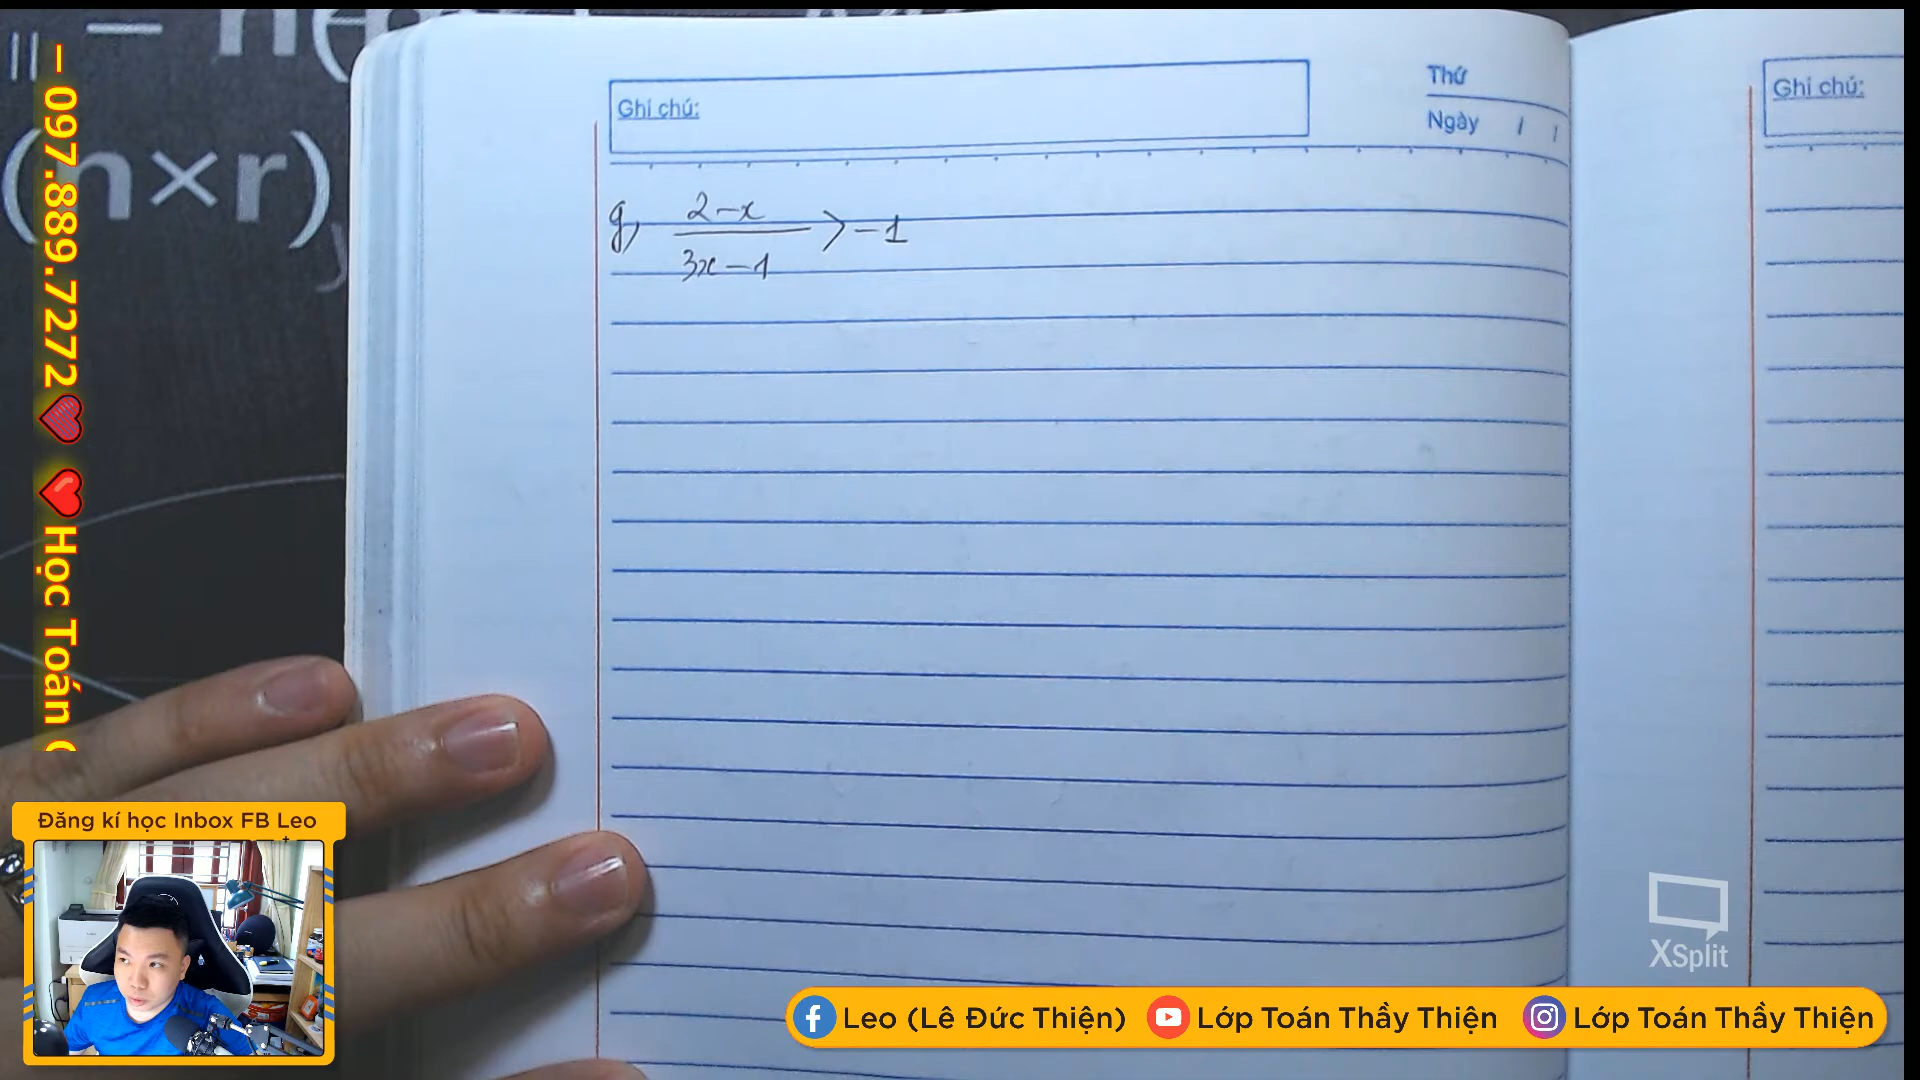 – 097.889.7272 ❤ ❤ Học Toán
Ghi chú:
Thứ
Ngày / /
Ghi chú:
g, \frac{2-x}{3x-1} > -1
(n×r)
Đăng kí học Inbox FB Leo
XSplit
Leo (Lê Đức Thiện) Lớp Toán Thầy Thiện Lớp Toán Thầy Thiện